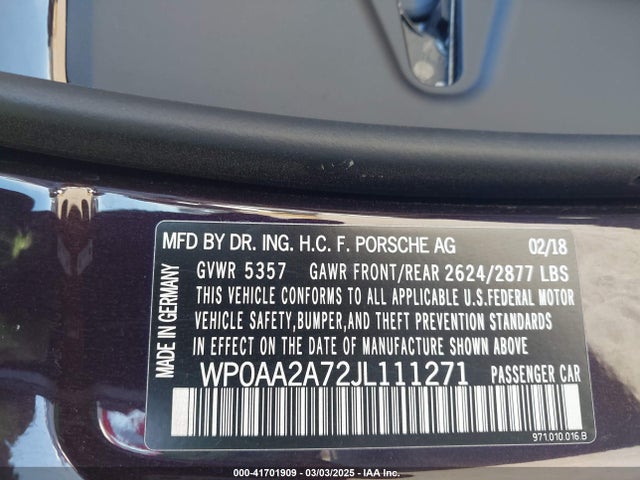 MFD BY DR. ING. H.C. F. PORSCHE AG 02/18
GVWR 5357 GAWR FRONT/REAR 2624/2877 LBS
THIS VEHICLE CONFORMS TO ALL APPLICABLE U.S.FEDERAL MOTOR
VEHICLE SAFETY,BUMPER,AND THEFT PREVENTION STANDARDS
IN EFFECT ON THE DATE OF MANUFACTURE SHOWN ABOVE
WP0AA2A72JL111271 PASSENGER CAR
MADE IN GERMANY
971.010.016.B
000-41701909 - 03/03/2025 - IAA Inc.